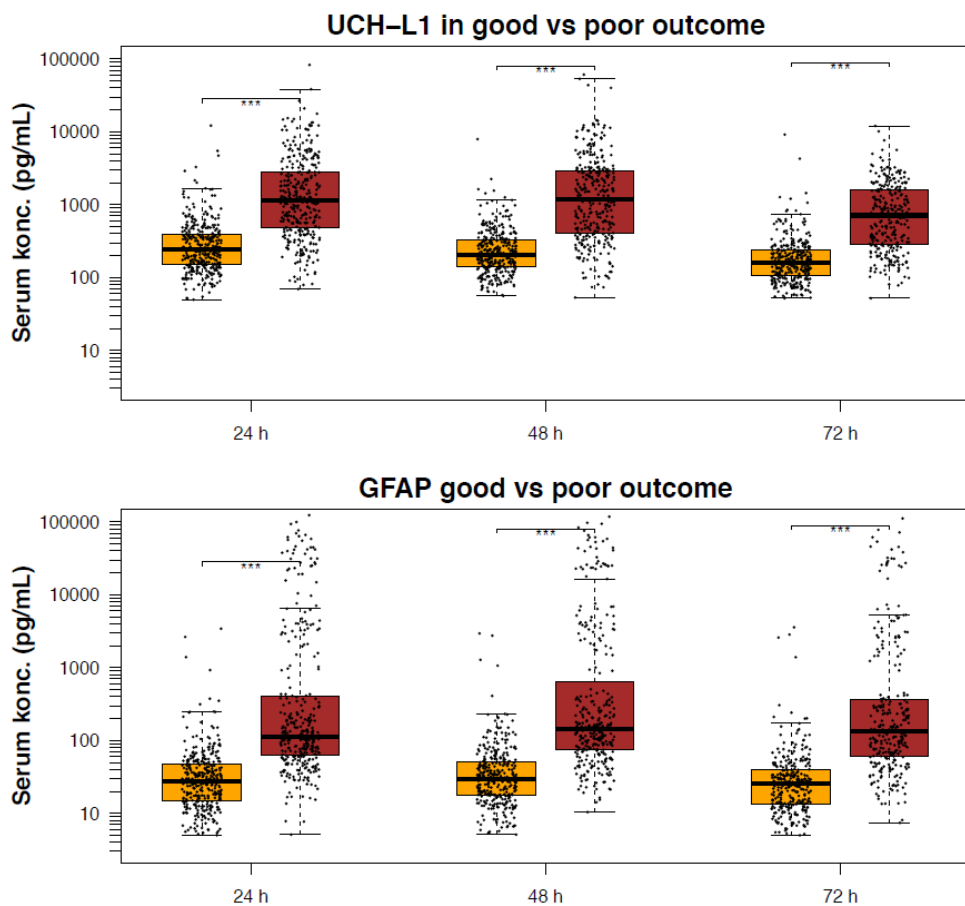 UCH−L1 in good vs poor outcome
Serum konc. (pg/mL)
100000
10000
1000
100
10
***
***
***
24 h
48 h
72 h
GFAP good vs poor outcome
Serum konc. (pg/mL)
100000
10000
1000
100
10
***
***
***
24 h
48 h
72 h